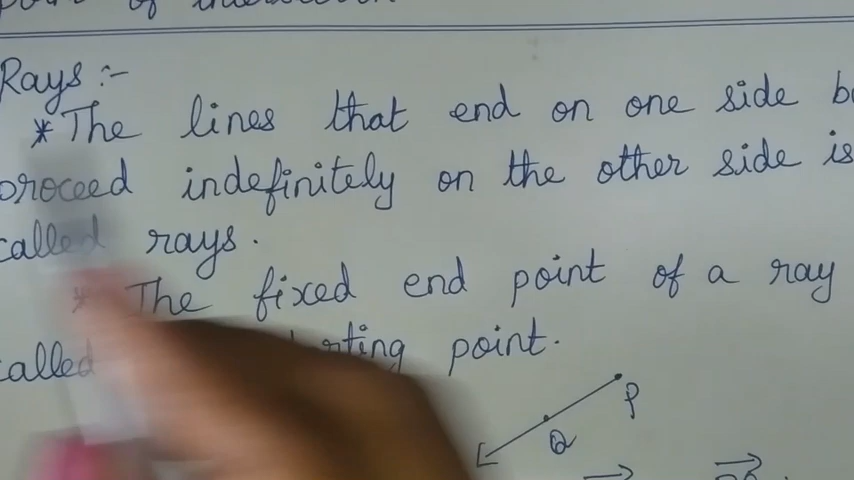 Rays :-
* The lines that end on one side
proceed indefinitely on the other side is
called rays.
* The fixed end point of a ray
called point.
P
Q